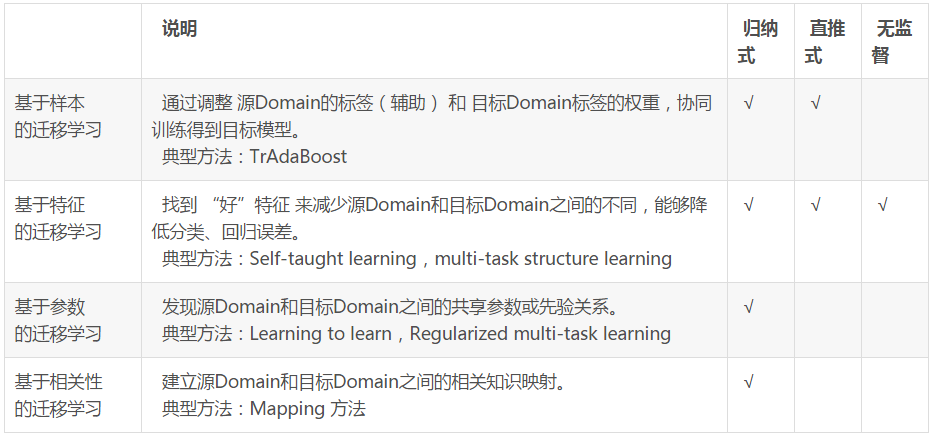 说明
归纳式
直推式
无监督
基于样本
的迁移学习
通过调整 源Domain的标签（辅助 ） 和 目标Domain标签的权重，协同
训练得到目标模型。
典型方法：TrAdaBoost
√
√
基于特征
的迁移学习
找到 “好”特征 来减少源Domain和目标Domain之间的不同，能够降
低分类、回归误差。
典型方法：Self-taught learning，multi-task structure learning
√
√
√
基于参数
的迁移学习
发现源Domain和目标Domain之间的共享参数或先验关系。
典型方法：Learning to learn，Regularized multi-task learning
√
基于相关性
的迁移学习
建立源Domain和目标Domain之间的相关知识映射。
典型方法：Mapping 方法
√